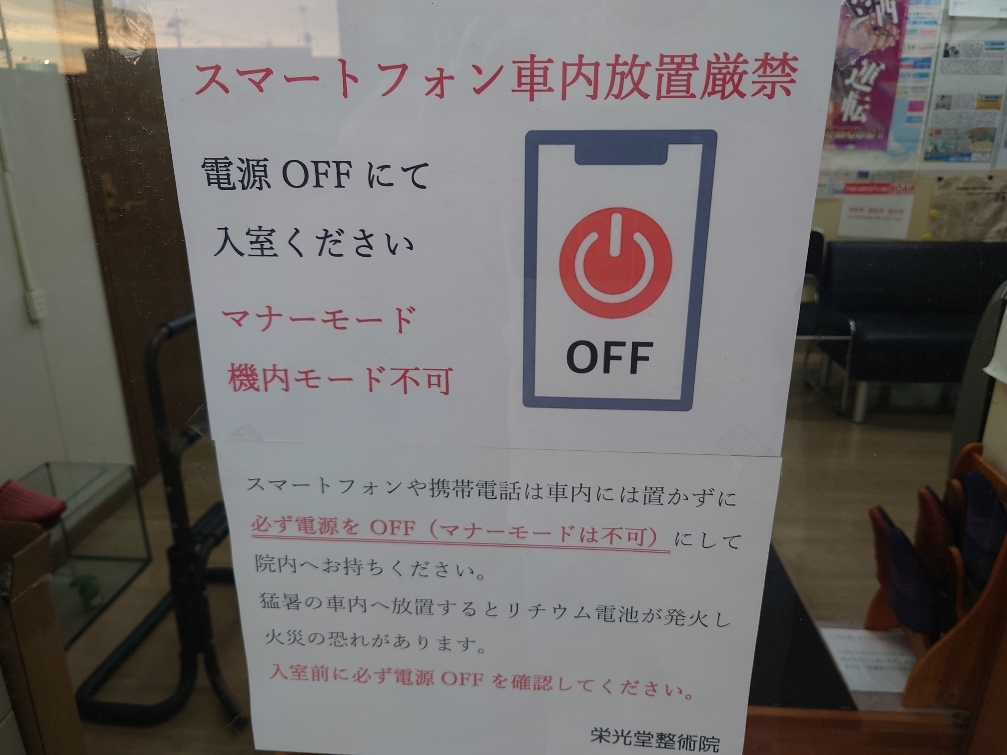 スマートフォン車内放置厳禁
電源 OFF にて
入室ください
マナーモード
機内モード不可
OFF
スマートフォンや携帯電話は車内には置かずに
必ず電源を OFF（マナーモードは不可）にして
院内へお持ちください。
猛暑の車内へ放置するとリチウム電池が発火し
火災の恐れがあります。
入室前に必ず電源 OFF を確認してください。
栄光堂整術院
逆転